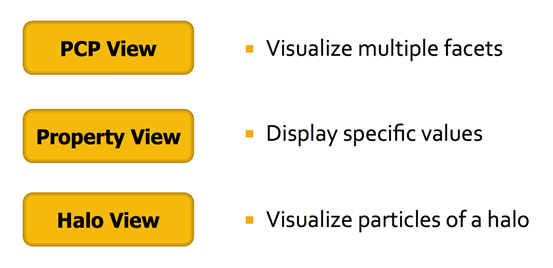 PCP View
Visualize multiple facets
Property View
Display specific values
Halo View
Visualize particles of a halo